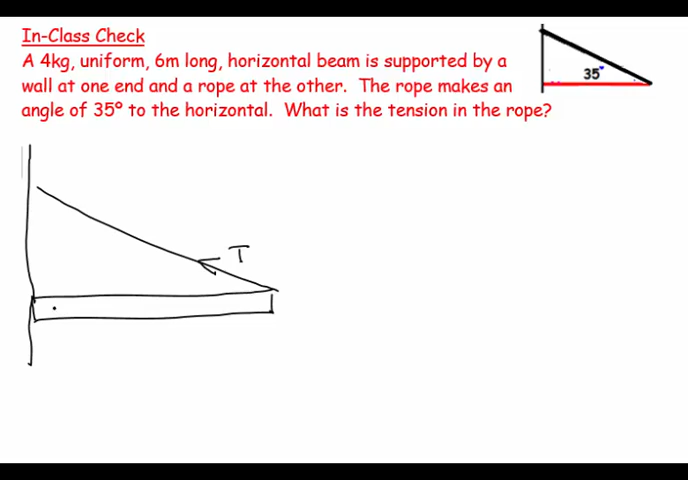 In-Class Check
A 4kg, uniform, 6m long, horizontal beam is supported by a
wall at one end and a rope at the other.  The rope makes an
angle of 35º to the horizontal.  What is the tension in the rope?
35°
T